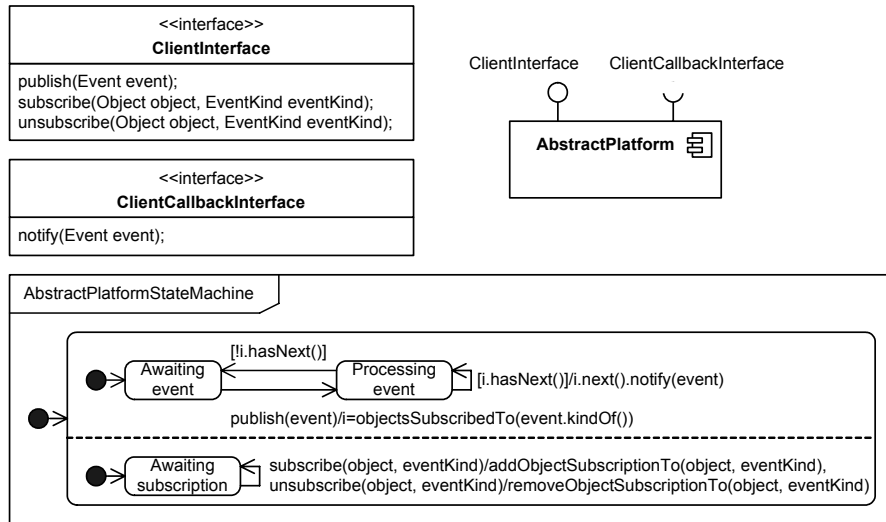 <<interface>>
ClientInterface
publish(Event event);
subscribe(Object object, EventKind eventKind);
unsubscribe(Object object, EventKind eventKind);
<<interface>>
ClientCallbackInterface
notify(Event event);
ClientInterface
ClientCallbackInterface
AbstractPlatform
AbstractPlatformStateMachine
[!i.hasNext()]
Awaiting
event
Processing
event
[i.hasNext()]/i.next().notify(event)
publish(event)/i=objectsSubscribedTo(event.kindOf())
Awaiting
subscription
subscribe(object, eventKind)/addObjectSubscriptionTo(object, eventKind),
unsubscribe(object, eventKind)/removeObjectSubscriptionTo(object, eventKind)